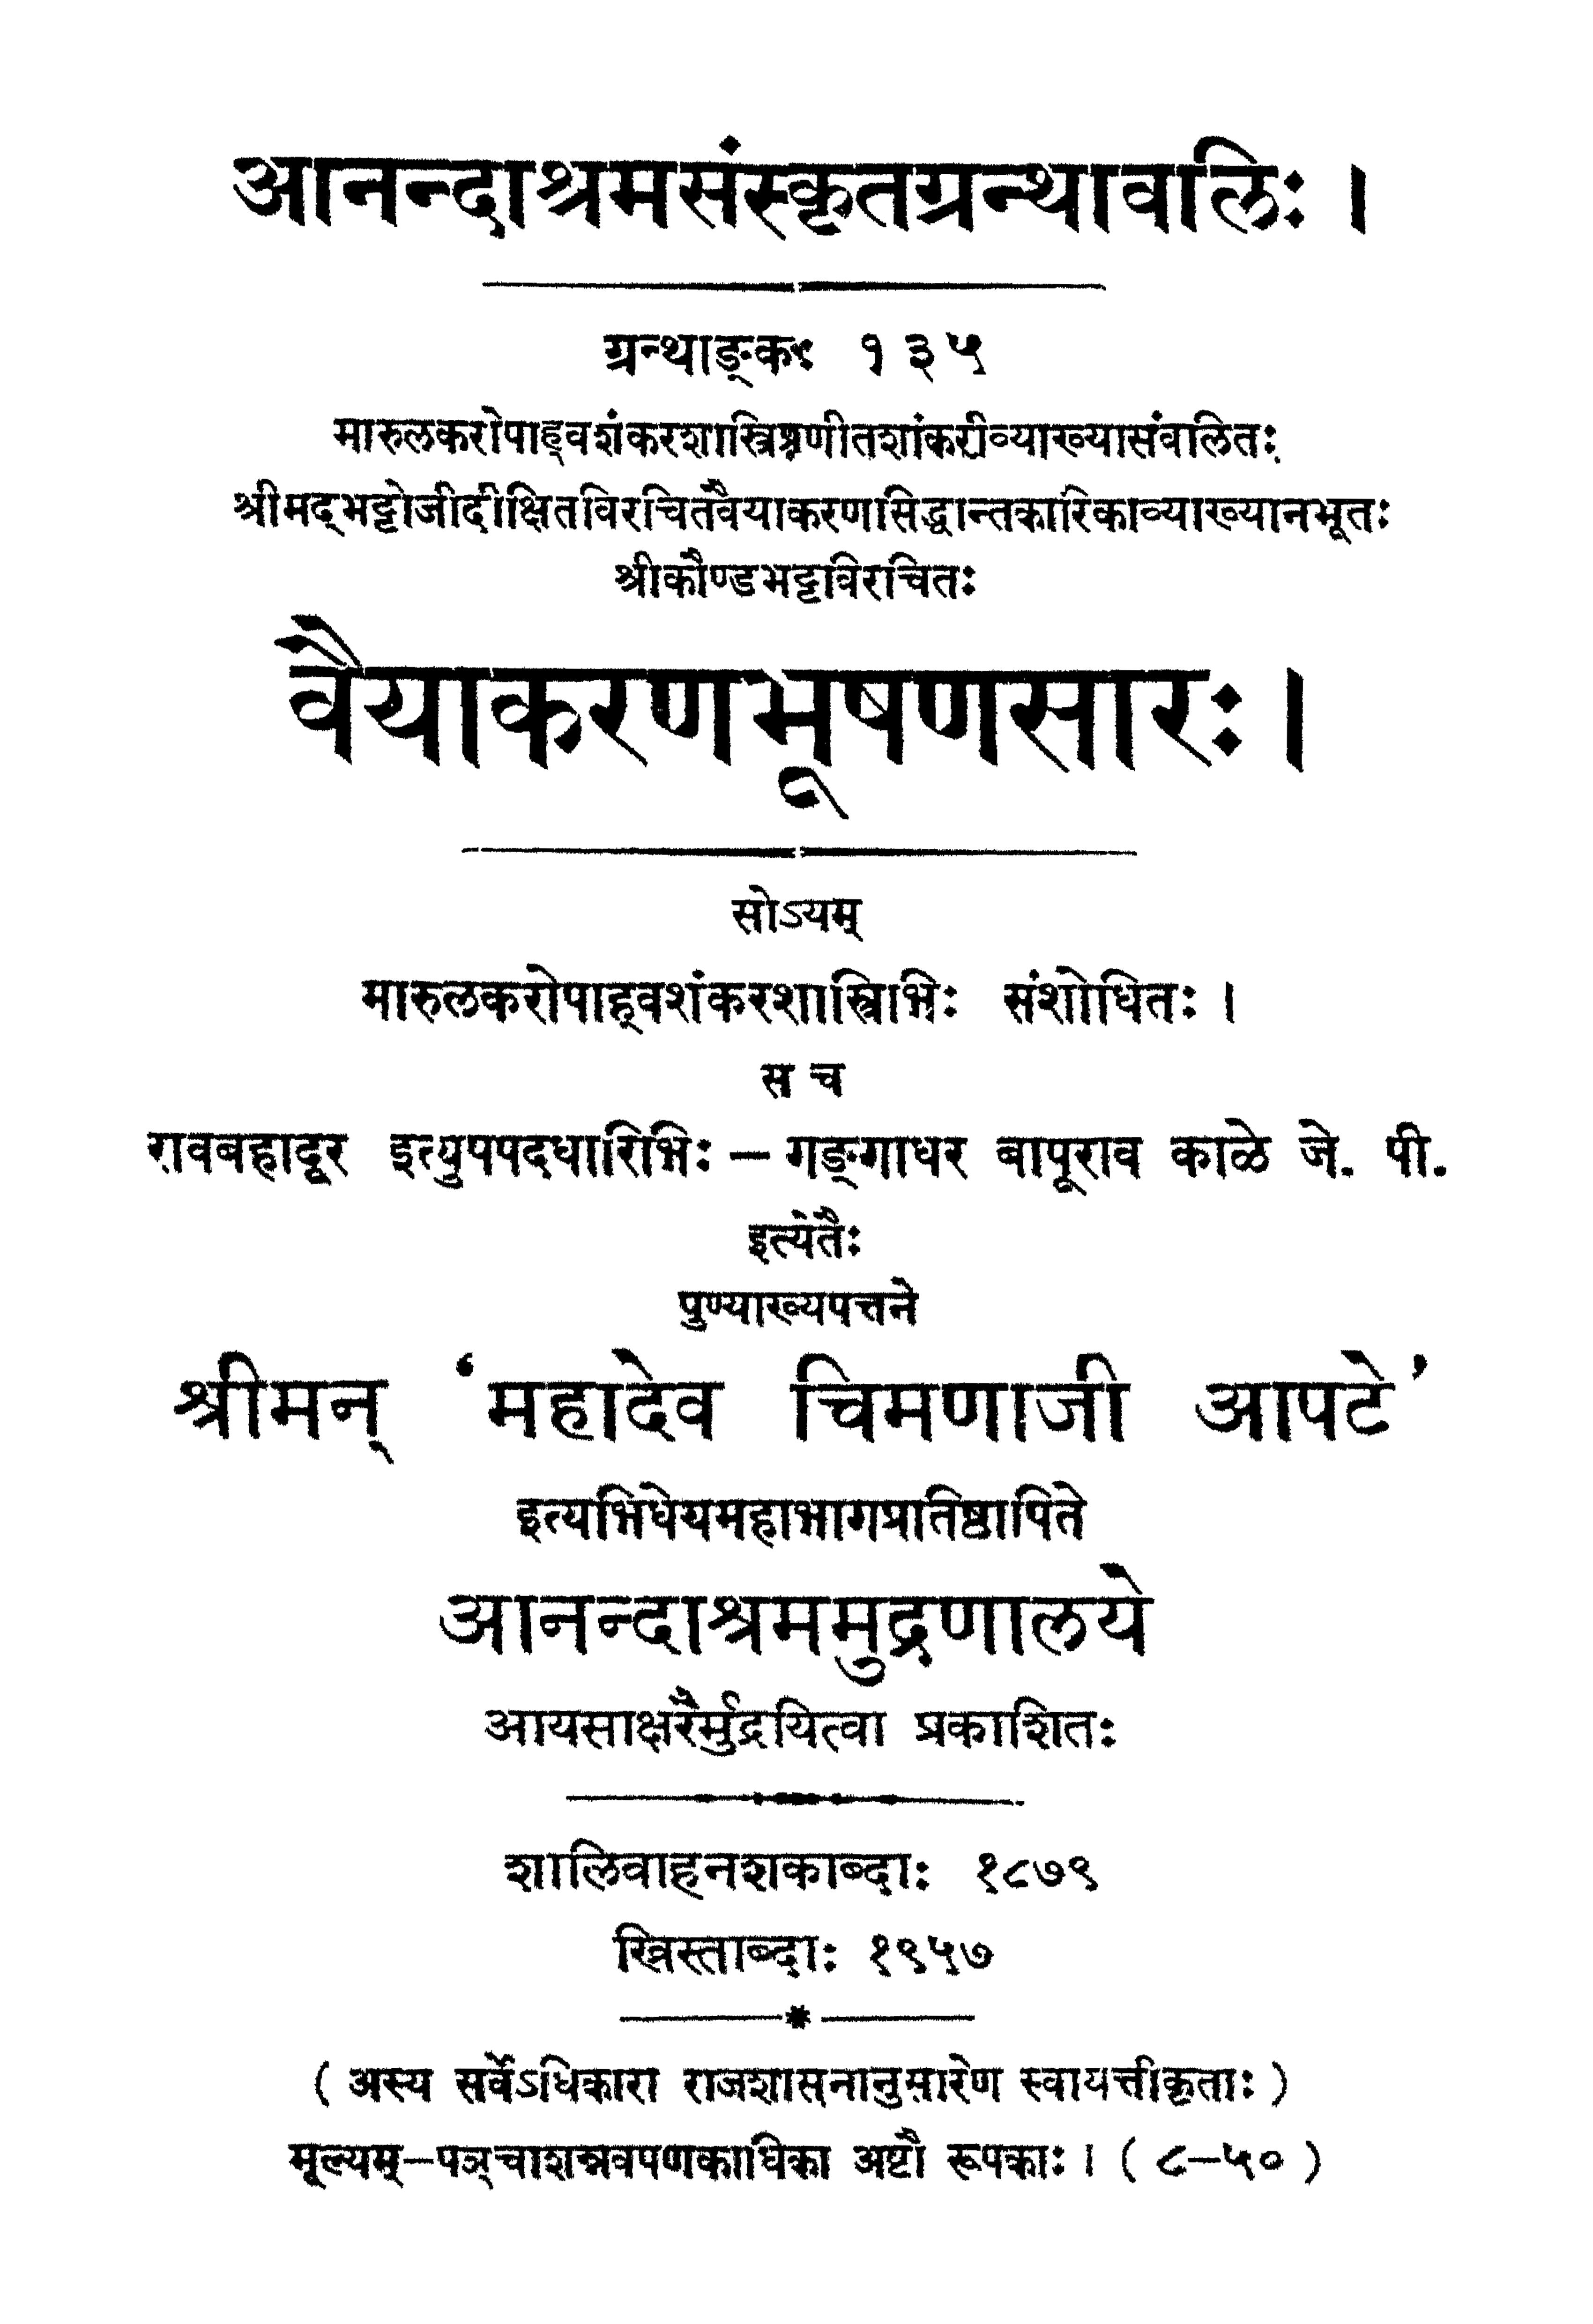 आनन्दाश्रमसंस्कृतग्रन्थावलिः ।
ग्रन्थाङ्कः १३५
मारुलकरोपाह्वशंकरशास्त्रिप्रणीतशांकरीव्याख्यासंवलितः
श्रीमद्भट्टोजीदीक्षितविरचितवैयाकरणसिद्धान्तकारिकाव्याख्यानभूतः
श्रीकौण्डभट्टविरचितः
वैयाकरणभूषणसारः ।
सोऽयम्
मारुलकरोपाह्वशंकरशास्त्रिभिः संशोधितः ।
स च
रावबहादूर इत्युपपदधारिभिः – गङ्गाधर बापूराव काळे जे. पी.
इत्येतैः
पुण्याख्यपत्तने
श्रीमन् ‘महादेव चिमणाजी आपटे’
इत्यभिधेयमहाभागप्रतिष्ठापिते
आनन्दाश्रममुद्रणालये
आयसाक्षरैर्मुद्रयित्वा प्रकाशितः
शालिवाहनशकाब्दाः १८७९
ख्रिस्ताब्दाः १९५७
( अस्य सर्वेऽधिकारा राजशासनानुसारेण स्वायत्तीकृताः )
मूल्यम्–पञ्चाशन्नवपणकाधिका अष्टौ रूपकाः । ( ८–५० )